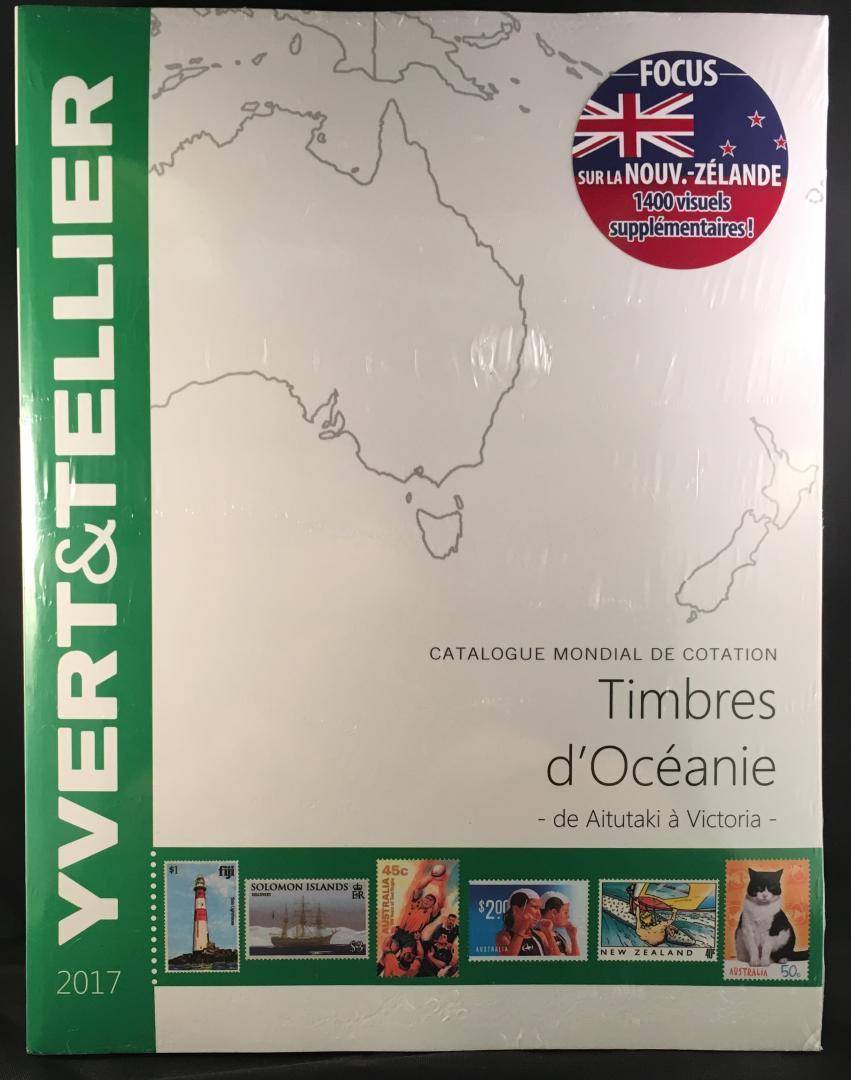 YVERT&TELLIER
2017
FOCUS
SUR LA NOUV.-ZÉLANDE
1400 visuels
supplémentaires !
CATALOGUE MONDIAL DE COTATION
Timbres
d'Océanie
- de Aitutaki à Victoria -
$1 fiji
SOLOMON ISLANDS
45c
AUSTRALIA
$2.00
AUSTRALIA
NEW ZEALAND 40c
AUSTRALIA 50c